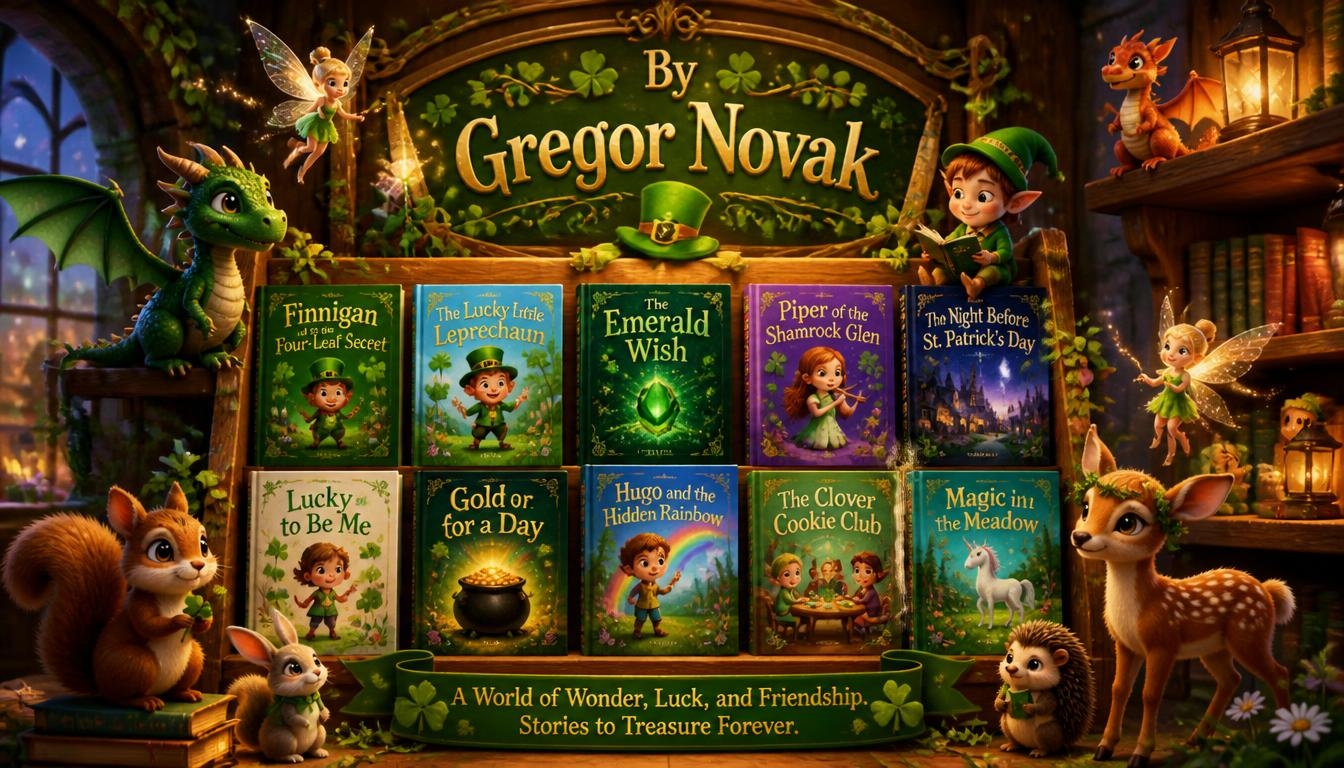 By
Gregor Novak
Finnigan
Four-Leaf Secret
The Lucky Little
Leprechaun
The
Emerald
Wish
Piper of the
Shamrock Glen
The Night Before
St. Patrick's Day
Lucky
to Be Me
Gold or
for a Day
Hugo and the
Hidden Rainbow
The Clover
Cookie Club
Magic in
the Meadow
A World of Wonder, Luck, and Friendship.
Stories to Treasure Forever.